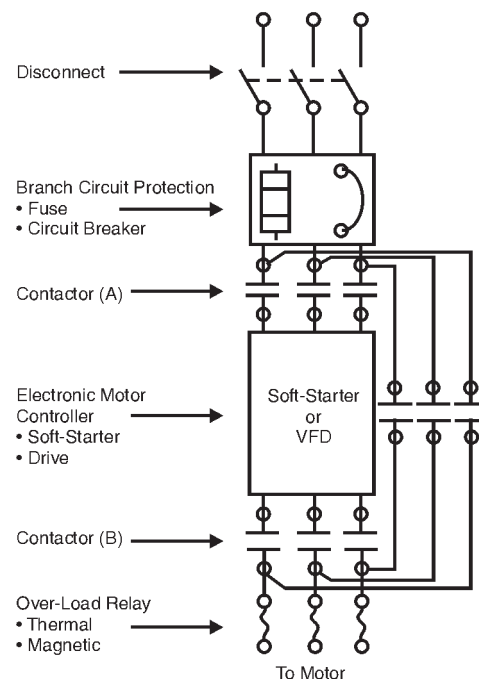 Disconnect
Branch Circuit Protection
• Fuse
• Circuit Breaker
Contactor (A)
Electronic Motor
Controller
• Soft-Starter
• Drive
Soft-Starter
or
VFD
Contactor (B)
Over-Load Relay
• Thermal
• Magnetic
To Motor